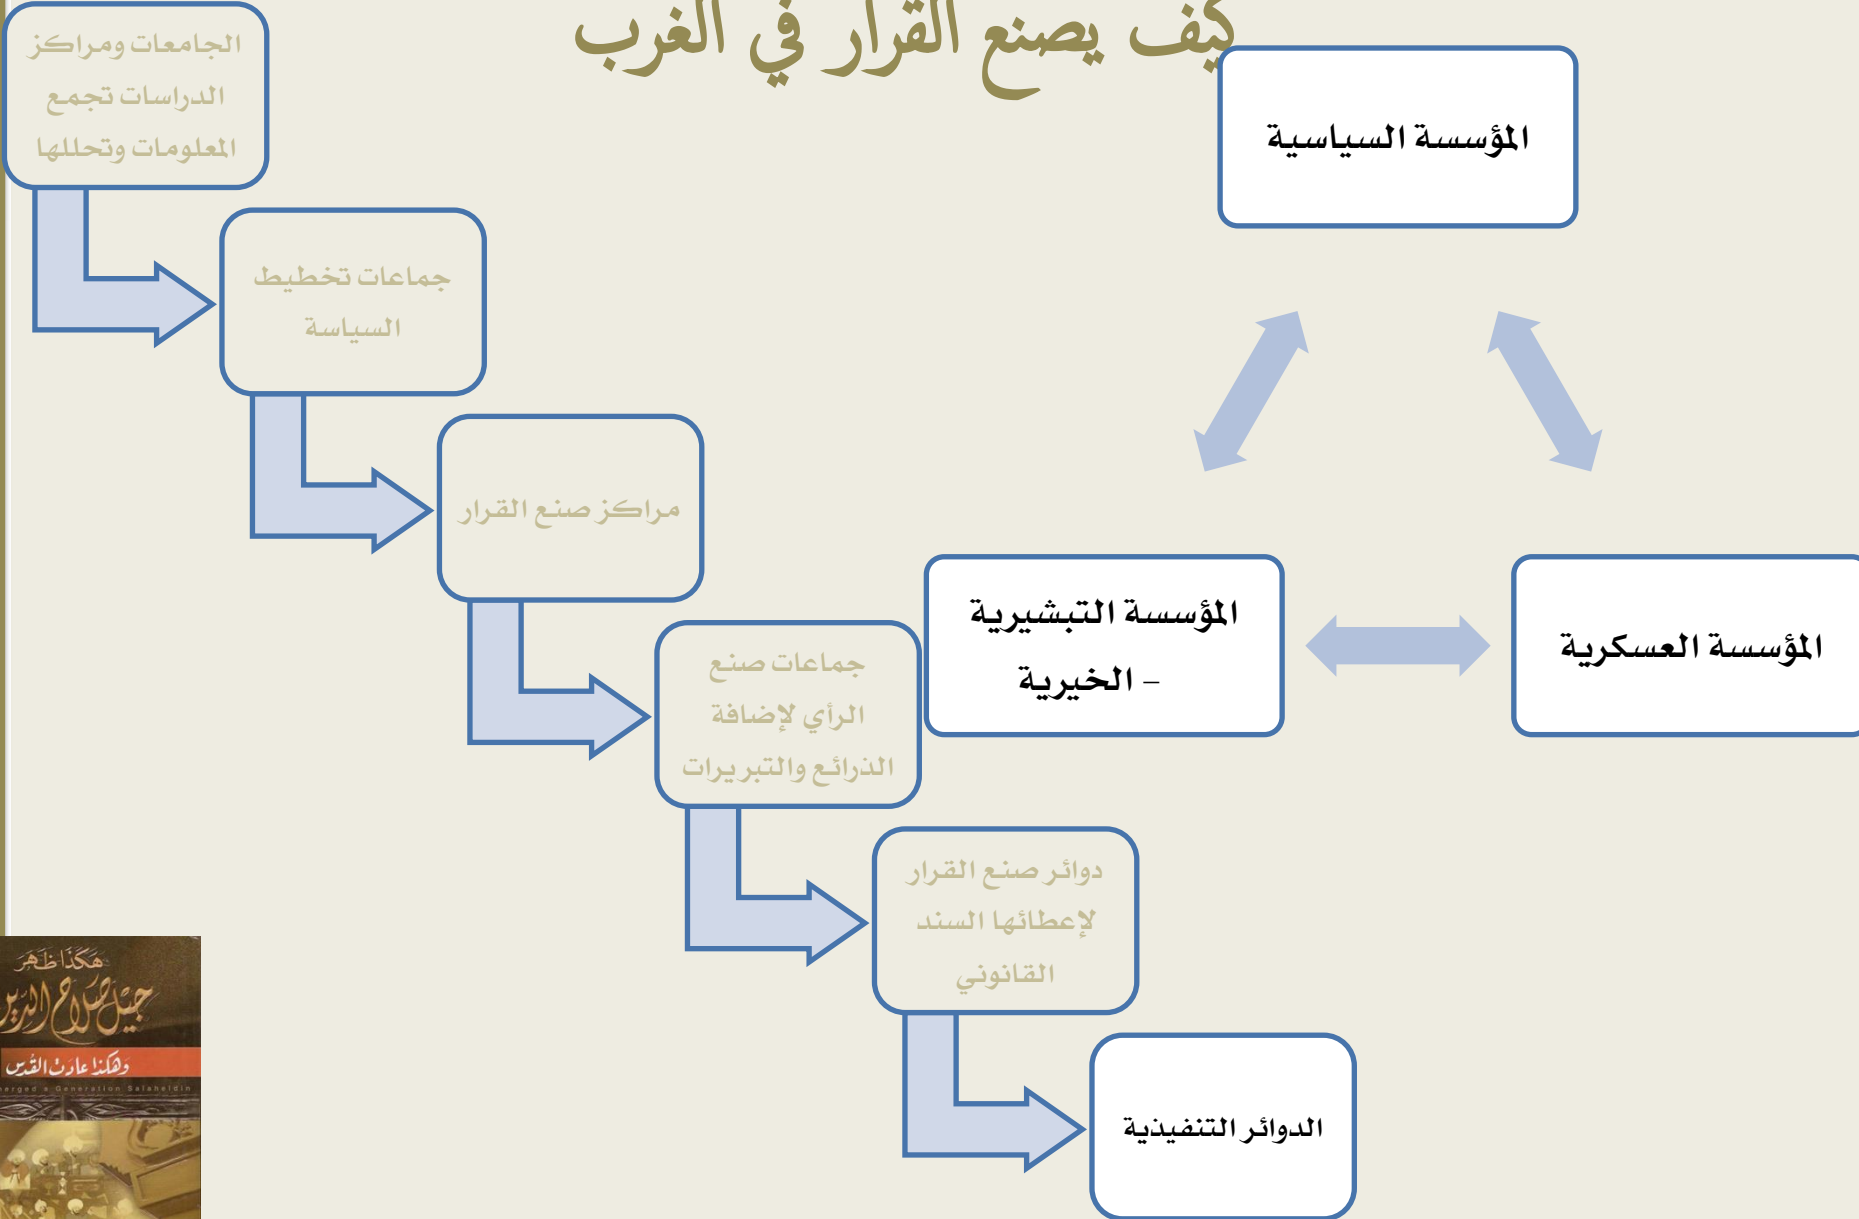 كيف يصنع القرار في الغرب
الجامعات ومراكز
الدراسات تجمع
المعلومات وتحللها
جماعات تخطيط
السياسة
مراكز صنع القرار
جماعات صنع
الرأي لإضافة
الذرائع والتبريرات
دوائر صنع القرار
لإعطائها السند
القانوني
الدوائر التنفيذية
المؤسسة السياسية
المؤسسة التبشيرية
– الخيرية
المؤسسة العسكرية
هكذا ظهر
جيل صلاح الدين
وهكذا عادت القدس
a Generation Salaheldin